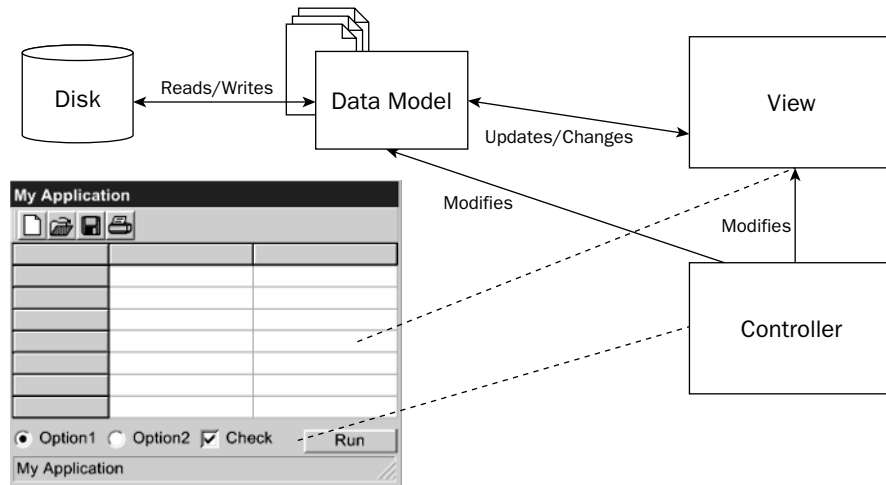 Disk
Reads/Writes
Data Model
Updates/Changes
View
Modifies
Modifies
Controller
My Application
Option1 Option2 Check Run
My Application